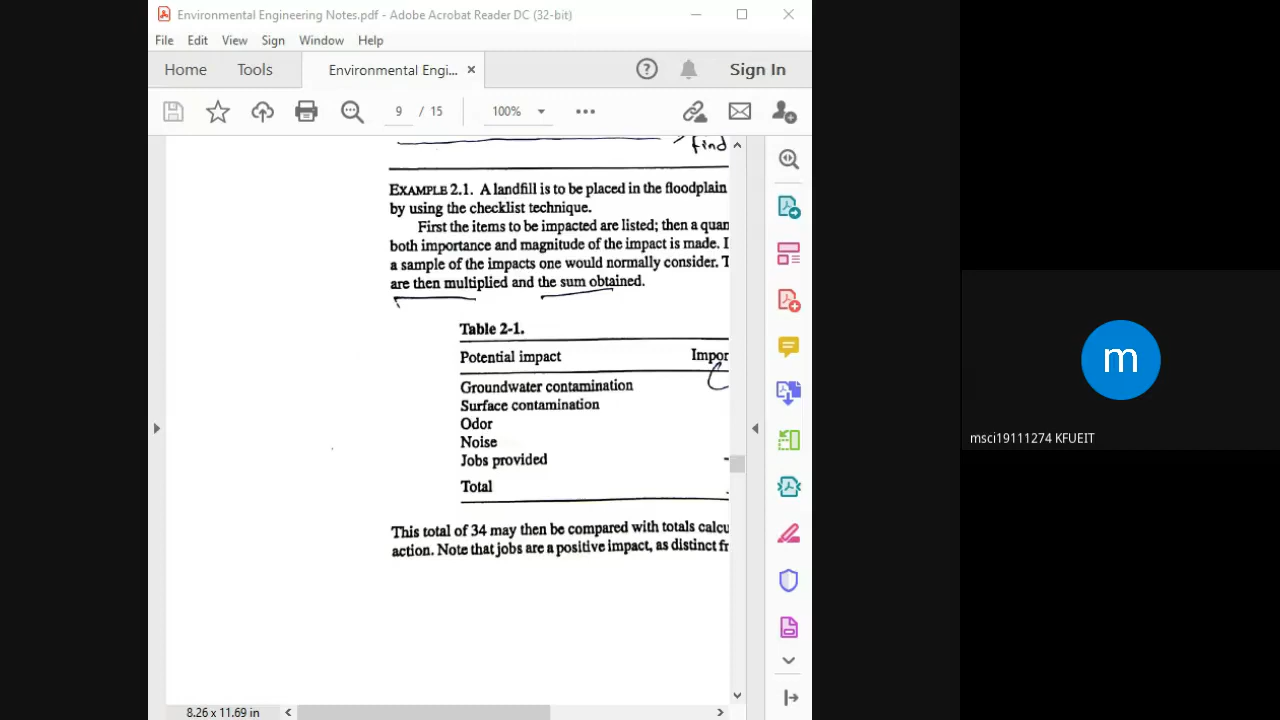 Environmental Engineering Notes.pdf - Adobe Acrobat Reader DC (32-bit)
File Edit View Sign Window Help
Home Tools Environmental Engi... × Sign In
9 / 15 100%
find
EXAMPLE 2.1. A landfill is to be placed in the floodplain
by using the checklist technique.
First the items to be impacted are listed; then a quan
both importance and magnitude of the impact is made. I
a sample of the impacts one would normally consider. T
are then multiplied and the sum obtained.
Table 2-1.
Potential impact Impor
Groundwater contamination
Surface contamination
Odor
Noise
Jobs provided
Total
This total of 34 may then be compared with totals calcu
action. Note that jobs are a positive impact, as distinct fr
8.26 x 11.69 in
m
msci19111274 KFUEIT